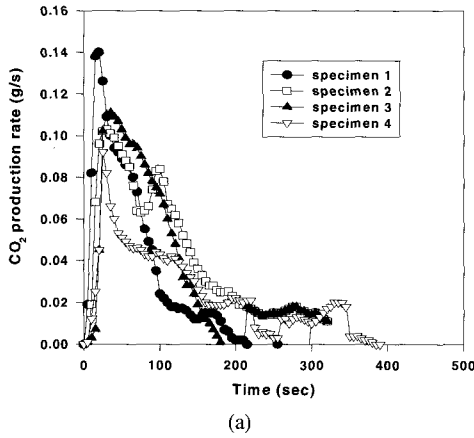 0.16
0.14
0.12
0.10
0.08
0.06
0.04
0.02
0.00
CO2 production rate (g/s)
specimen 1
specimen 2
specimen 3
specimen 4
0 100 200 300 400 500
Time (sec)
(a)